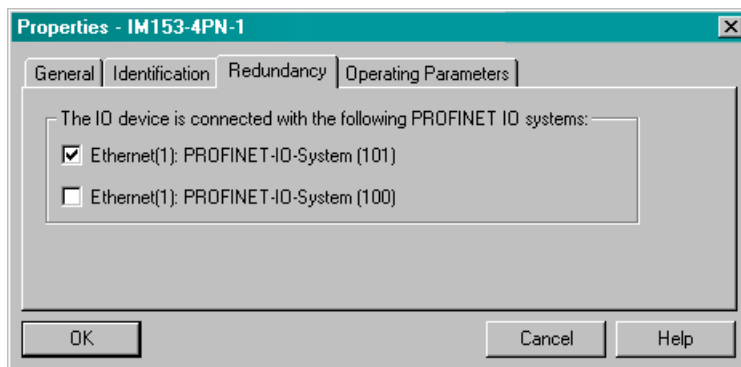 Properties - IM153-4PN-1
General Identification Redundancy Operating Parameters
The IO device is connected with the following PROFINET IO systems:
Ethernet(1): PROFINET-IO-System (101)
Ethernet(1): PROFINET-IO-System (100)
OK Cancel Help